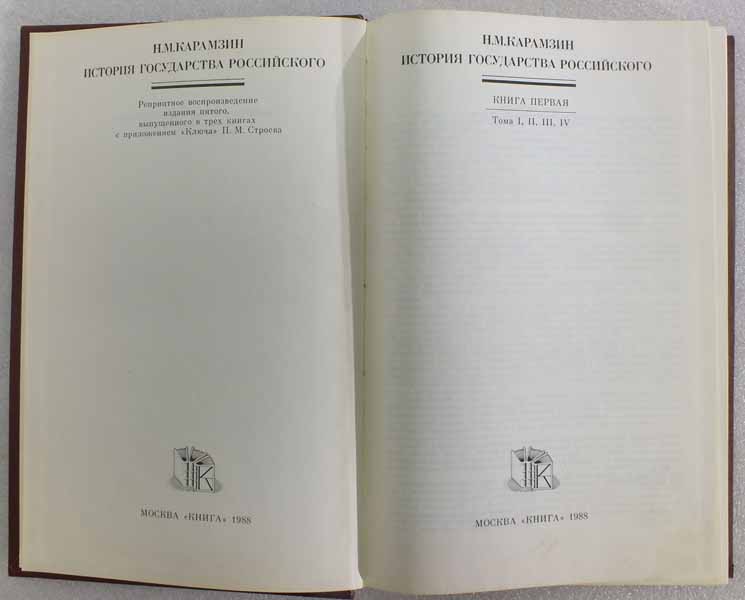 Н.М.КАРАМЗИН
ИСТОРИЯ ГОСУДАРСТВА РОССИЙСКОГО
Репринтное воспроизведение
издания пятого,
выпущенного в трех книгах
с приложением «Ключа» П. М. Строева
К
МОСКВА «КНИГА» 1988
Н.М.КАРАМЗИН
ИСТОРИЯ ГОСУДАРСТВА РОССИЙСКОГО
КНИГА ПЕРВАЯ
Тома I, II, III, IV
К
МОСКВА «КНИГА» 1988